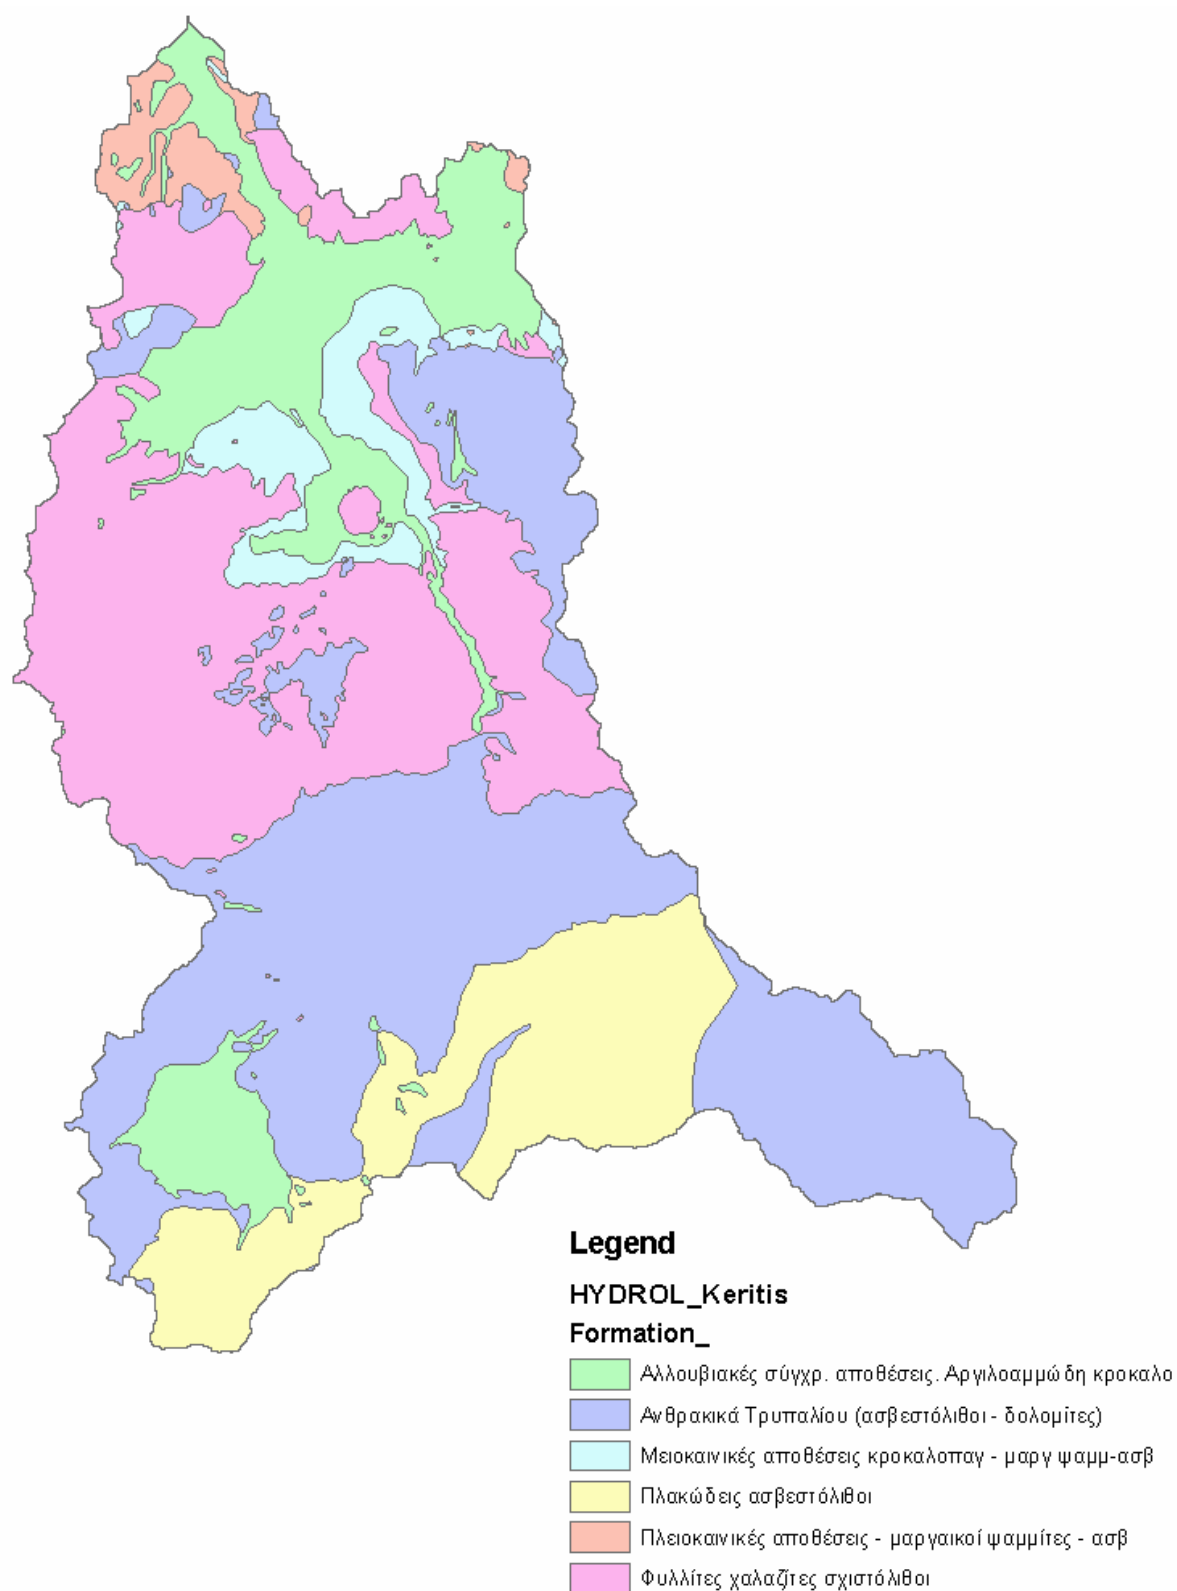 Legend
HYDROL_Keritis
Formation_
Αλλουβιακές σύγχρ. αποθέσεις. Αργιλοαμμώδη κροκαλο
Ανθρακικά Τρυπαλίου (ασβεστόλιθοι - δολομίτες)
Μειοκαινικές αποθέσεις κροκαλοπαγ - μαργ ψαμμ-ασβ
Πλακώδεις ασβεστόλιθοι
Πλειοκαινικές αποθέσεις - μαργαικοί ψαμμίτες - ασβ
Φυλλίτες χαλαζίτες σχιστόλιθοι